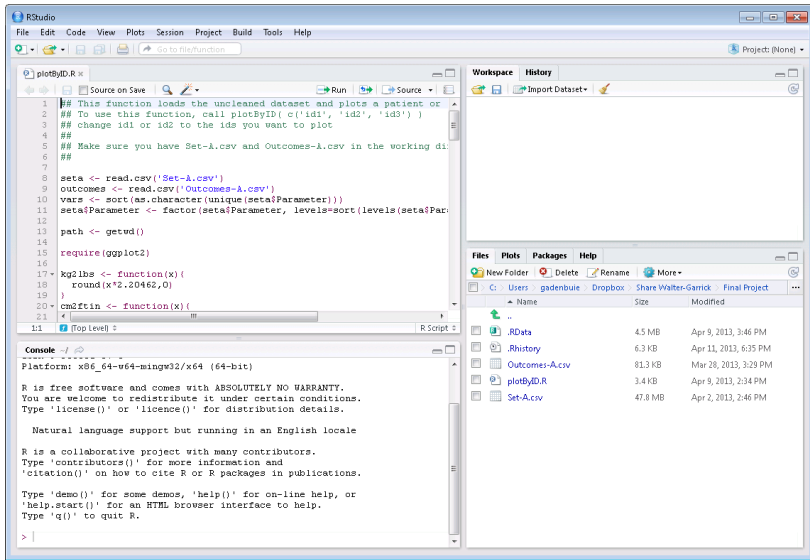 RStudio
File Edit Code View Plots Session Project Build Tools Help
Go to file/function
Project: (None)
plotByID.R
Source on Save
Run
Source
1 ## This function loads the uncleaned dataset and plots a patient or
2 ## To use this function, call plotByID( c('id1', 'id2', 'id3') )
3 ## change id1 or id2 to the ids you want to plot
4 ##
5 ## Make sure you have Set-A.csv and Outcomes-A.csv in the working di
6 ##
7
8 seta <- read.csv('Set-A.csv')
9 outcomes <- read.csv('Outcomes-A.csv')
10 vars <- sort(as.character(unique(seta$Parameter)))
11 seta$Parameter <- factor(seta$Parameter, levels=sort(levels(seta$Par
12
13 path <- getwd()
14
15 require(ggplot2)
16
17 kg2lbs <- function(x){
18 round(x*2.20462,0)
19 }
20 cm2ftin <- function(x){
21
1:1 (Top Level) R Script
Console ~/
Platform: x86_64-w64-mingw32/x64 (64-bit)
R is free software and comes with ABSOLUTELY NO WARRANTY.
You are welcome to redistribute it under certain conditions.
Type 'license()' or 'licence()' for distribution details.
Natural language support but running in an English locale
R is a collaborative project with many contributors.
Type 'contributors()' for more information and
'citation()' on how to cite R or R packages in publications.
Type 'demo()' for some demos, 'help()' for on-line help, or
'help.start()' for an HTML browser interface to help.
Type 'q()' to quit R.
>
Workspace History
Import Dataset
Files Plots Packages Help
New Folder Delete Rename More
C: Users gadenbuie Dropbox Share Walter-Garrick Final Project ...
Name Size Modified
..
.RData 4.5 MB Apr 9, 2013, 3:46 PM
.Rhistory 6.3 KB Apr 11, 2013, 6:35 PM
Outcomes-A.csv 81.3 KB Mar 28, 2013, 3:29 PM
plotByID.R 3.4 KB Apr 9, 2013, 2:34 PM
Set-A.csv 47.8 MB Apr 2, 2013, 2:46 PM